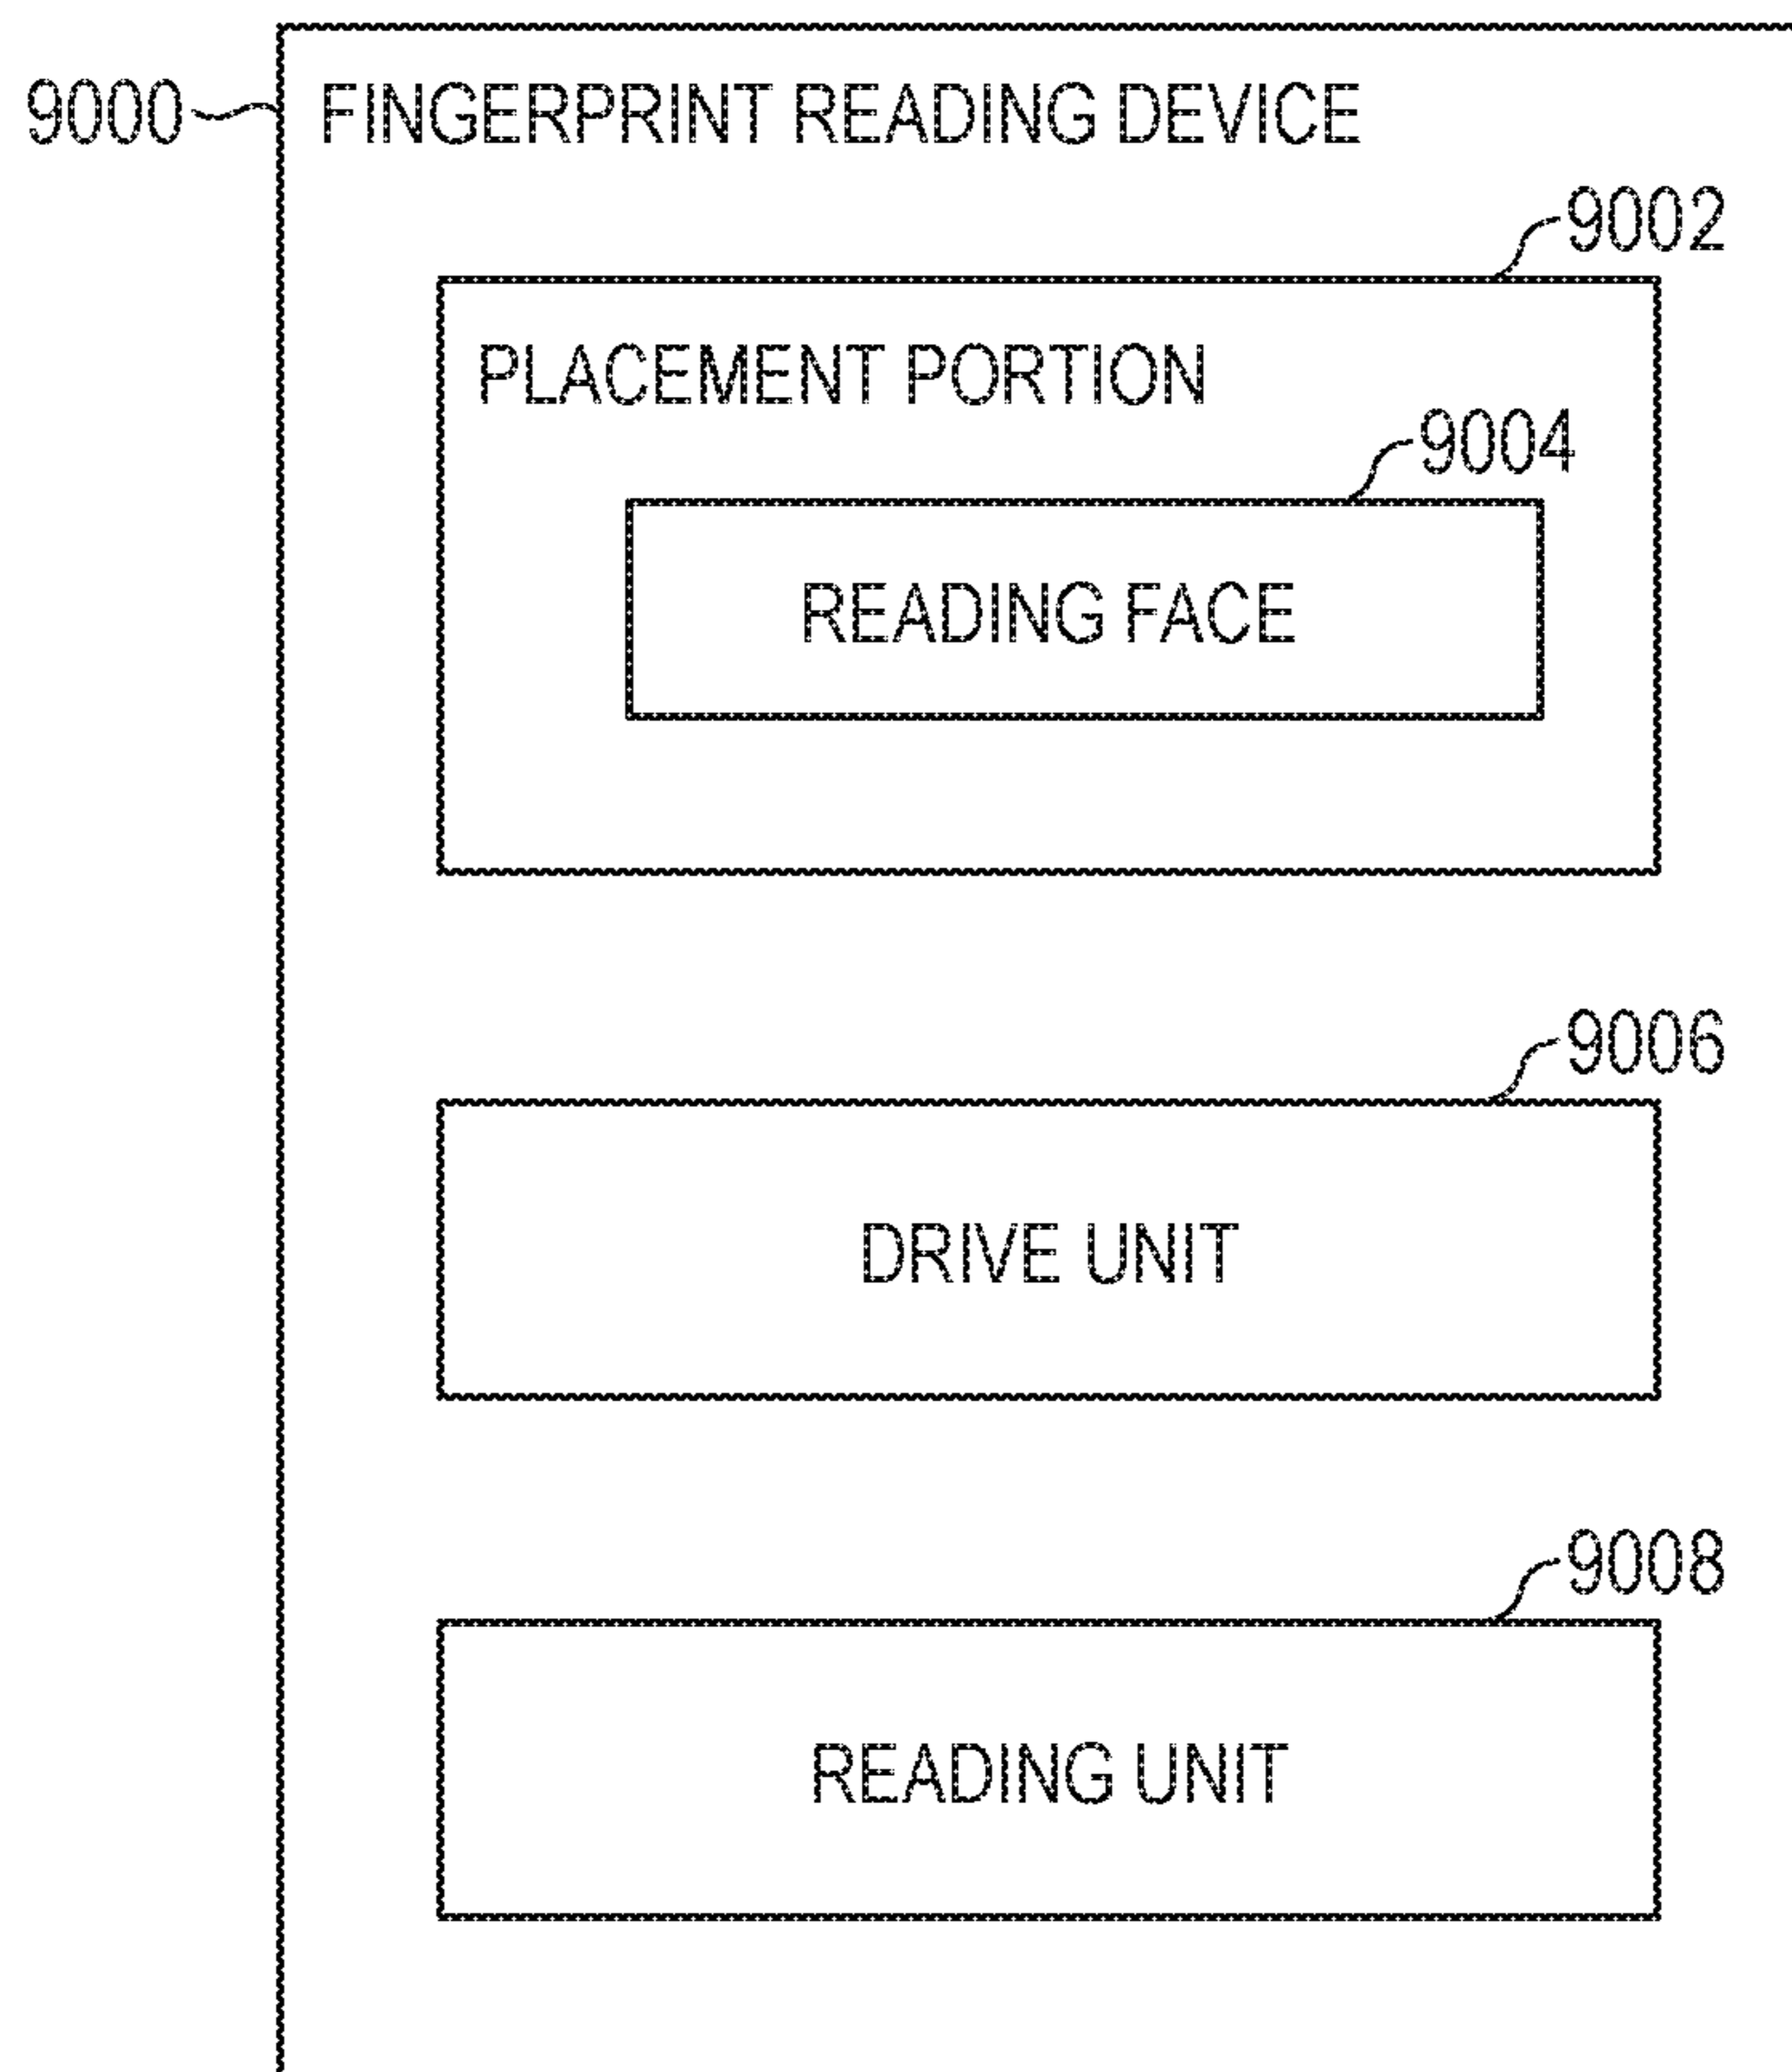 9000 FINGERPRINT READING DEVICE
9002
PLACEMENT PORTION
9004
READING FACE
9006
DRIVE UNIT
9008
READING UNIT